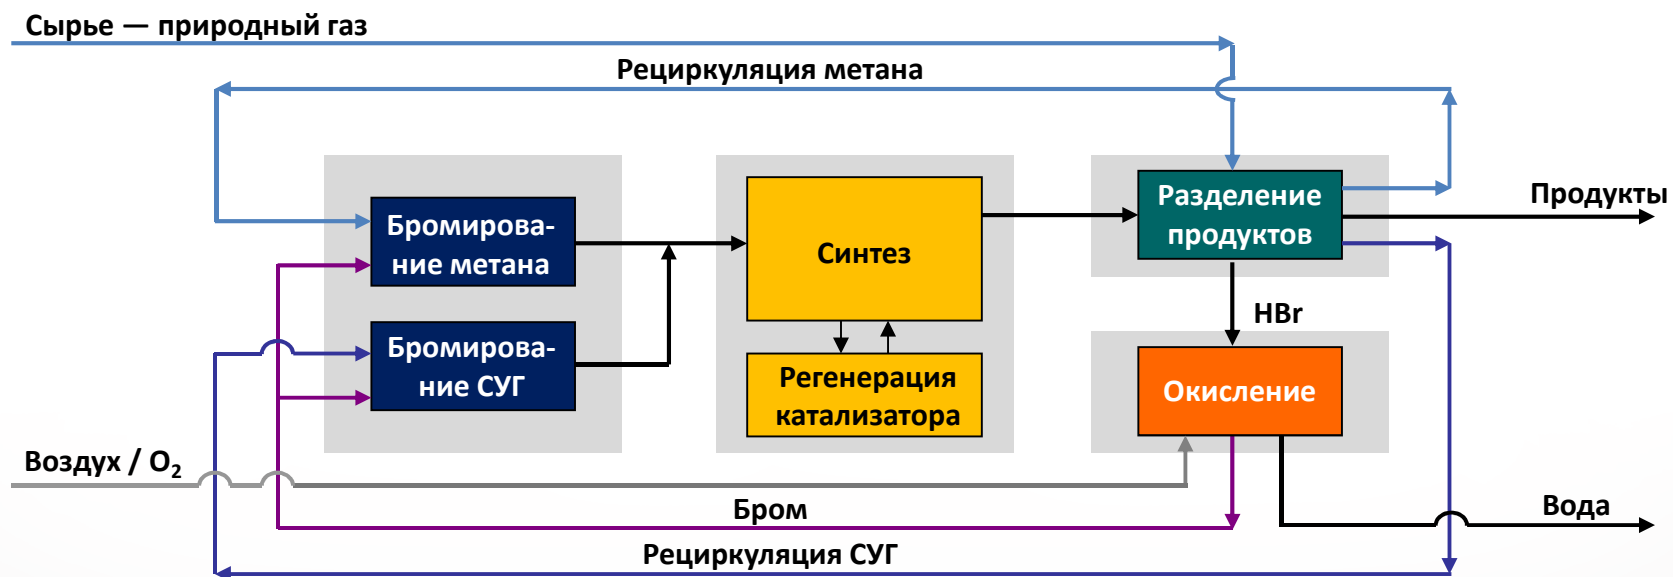 Сырье — природный газ
Рециркуляция метана
Бромирова-
ние метана
Синтез
Разделение
продуктов
Продукты
HBr
Бромирова-
ние СУГ
Регенерация
катализатора
Окисление
Воздух / O₂
Бром
Вода
Рециркуляция СУГ